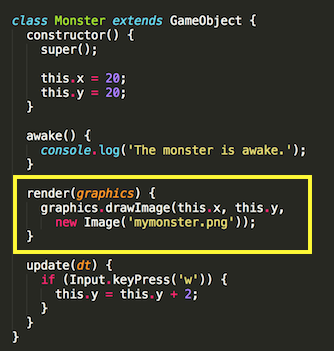 class Monster extends GameObject {
  constructor() {
    super();

    this.x = 20;
    this.y = 20;
  }

  awake() {
    console.log('The monster is awake.');
  }

  render(graphics) {
    graphics.drawImage(this.x, this.y,
      new Image('mymonster.png'));
  }

  update(dt) {
    if (Input.keyPress('w')) {
      this.y = this.y + 2;
    }
  }
}